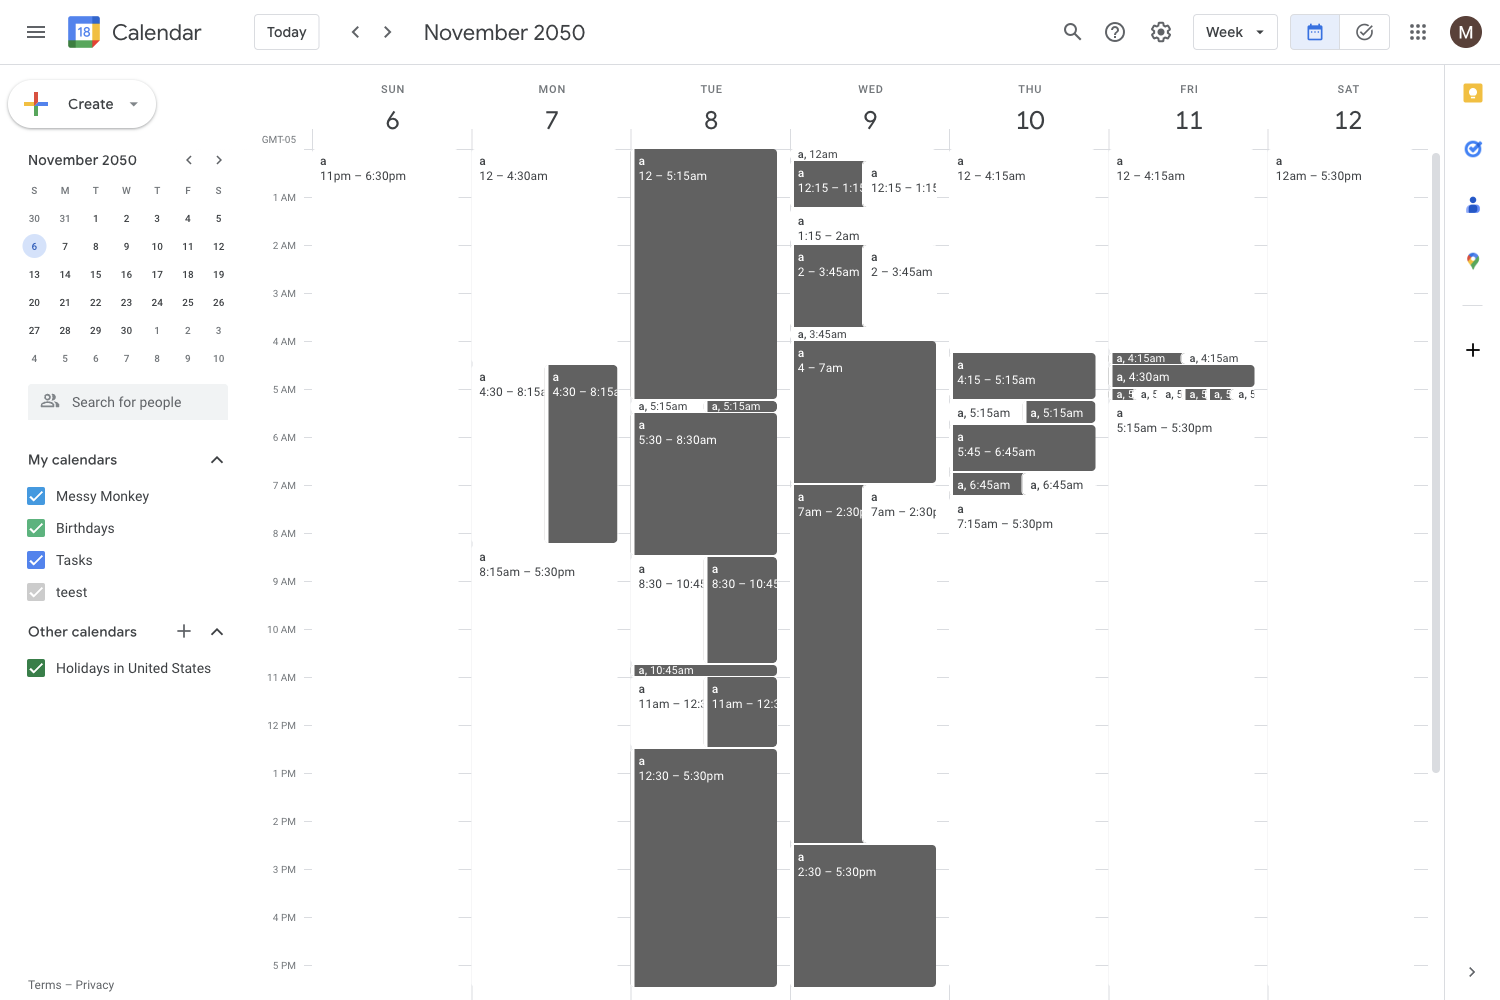 18 Calendar
Today
November 2050
Week
M
Create
November 2050
S M T W T F S
30 31 1 2 3 4 5
6 7 8 9 10 11 12
13 14 15 16 17 18 19
20 21 22 23 24 25 26
27 28 29 30 1 2 3
4 5 6 7 8 9 10
Search for people
My calendars
Messy Monkey
Birthdays
Tasks
teest
Other calendars
Holidays in United States
Terms – Privacy
GMT-05
SUN MON TUE WED THU FRI SAT
6 7 8 9 10 11 12
1 AM
2 AM
3 AM
4 AM
5 AM
6 AM
7 AM
8 AM
9 AM
10 AM
11 AM
12 PM
1 PM
2 PM
3 PM
4 PM
5 PM
a
11pm – 6:30pm
a
12 – 4:30am
a
4:30 – 8:15a
a
4:30 – 8:15a
a
8:15am – 5:30pm
a
12 – 5:15am
a, 5:15am
a, 5:15am
a
5:30 – 8:30am
a
8:30 – 10:45
a
8:30 – 10:45
a, 10:45am
a
11am – 12:3
a
11am – 12:3
a
12:30 – 5:30pm
a, 12am
a
12:15 – 1:15
a
12:15 – 1:15
a
1:15 – 2am
a
2 – 3:45am
a
2 – 3:45am
a, 3:45am
a
4 – 7am
a
7am – 2:30p
a
7am – 2:30p
a
2:30 – 5:30pm
a
12 – 4:15am
a
4:15 – 5:15am
a, 5:15am
a, 5:15am
a
5:45 – 6:45am
a, 6:45am
a, 6:45am
a
7:15am – 5:30pm
a
12 – 4:15am
a, 4:15am
a, 4:15am
a, 4:30am
a, 5
a, 5
a, 5
a, 5
a, 5
a, 5
a
5:15am – 5:30pm
a
12am – 5:30pm